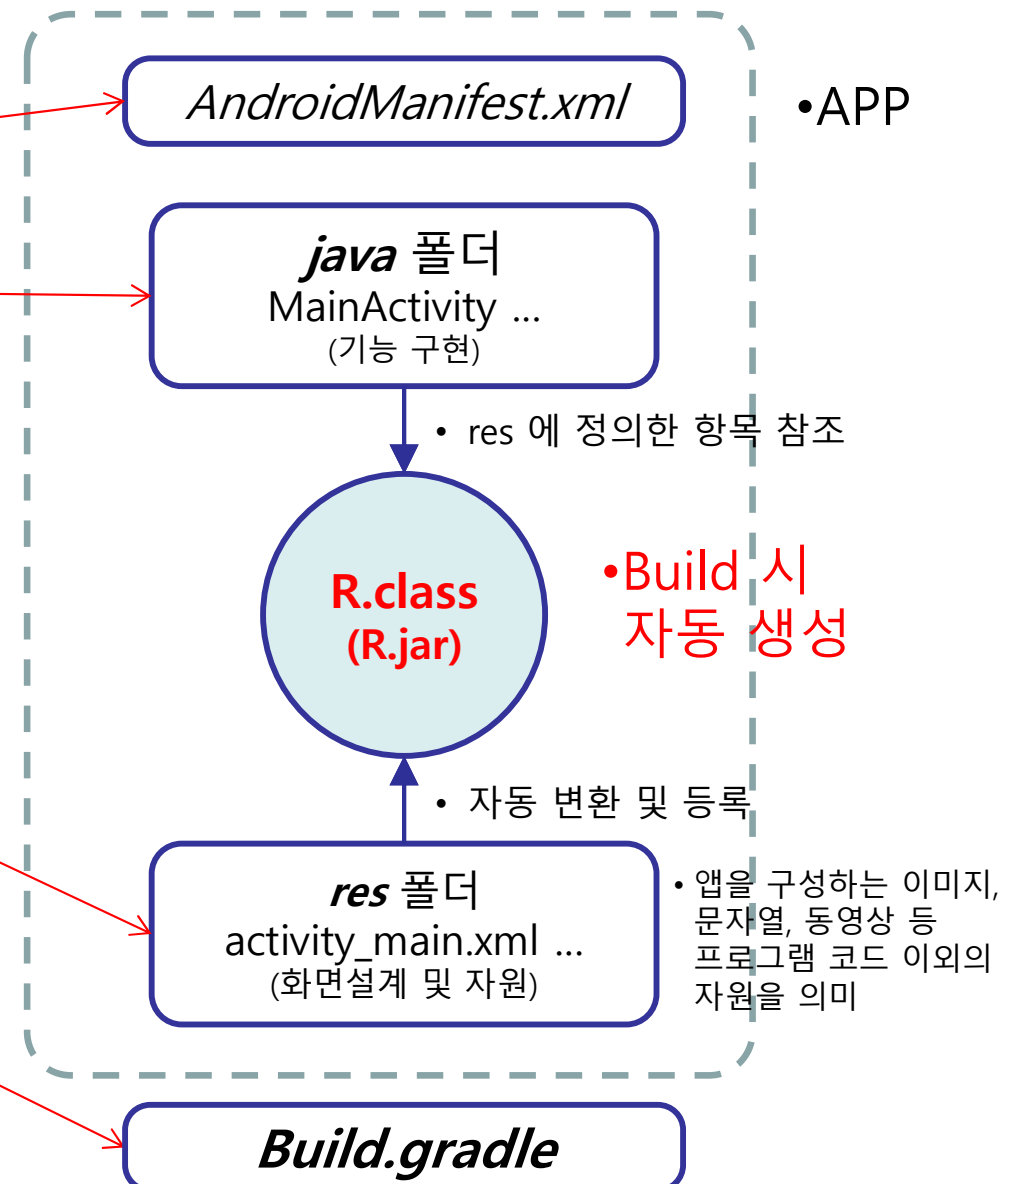 AndroidManifest.xml
•APP
java 폴더
MainActivity ...
(기능 구현)
• res 에 정의한 항목 참조
R.class
(R.jar)
•Build 시
자동 생성
• 자동 변환 및 등록
res 폴더
activity_main.xml ...
(화면설계 및 자원)
• 앱을 구성하는 이미지,
문자열, 동영상 등
프로그램 코드 이외의
자원을 의미
Build.gradle